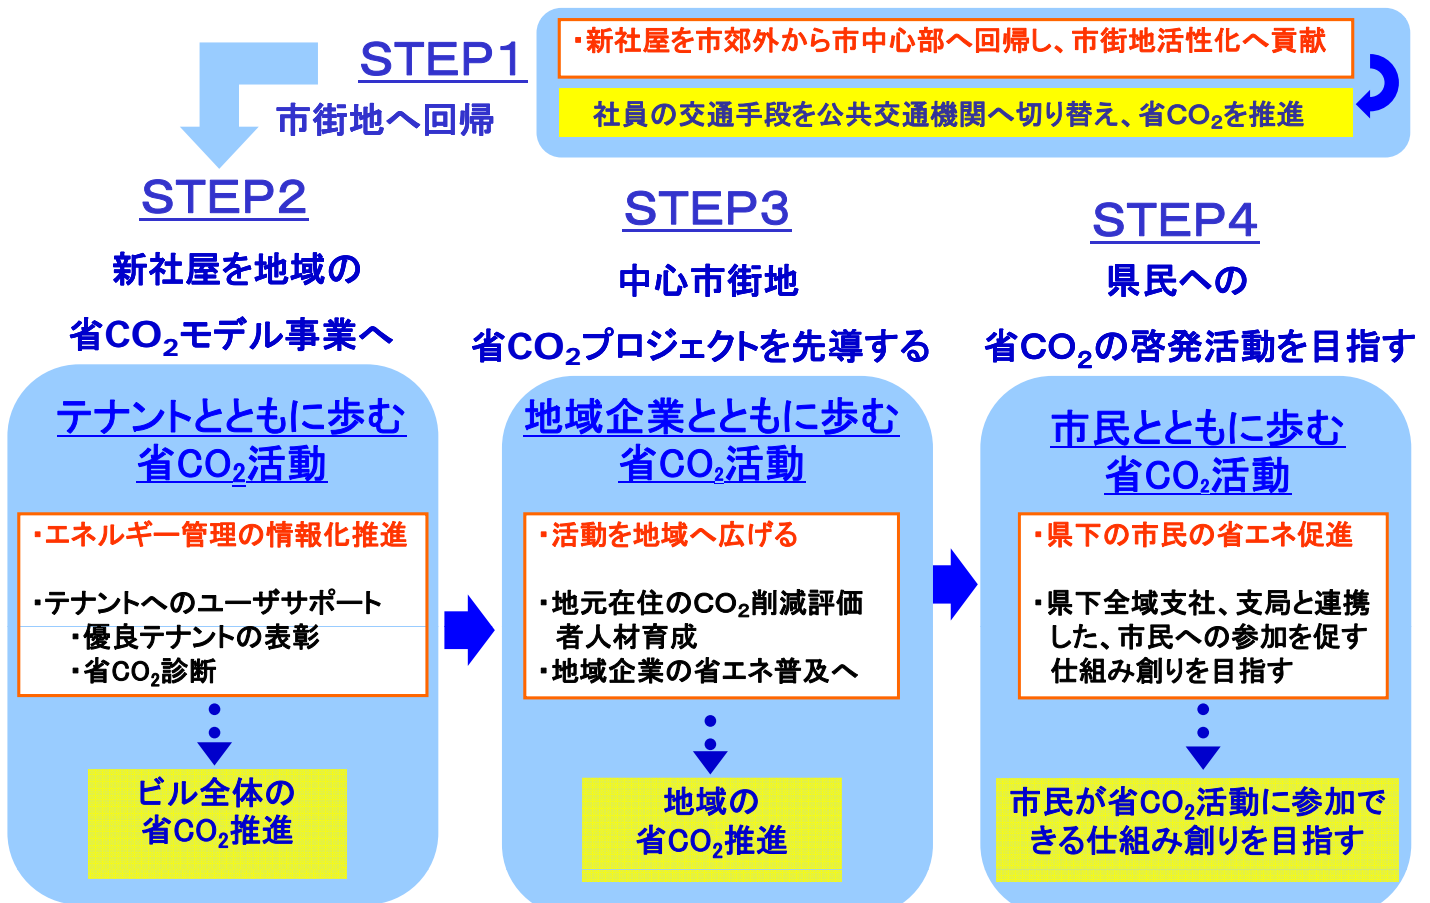 STEP1
市街地へ回帰
・新社屋を市郊外から市中心部へ回帰し、市街地活性化へ貢献
社員の交通手段を公共交通機関へ切り替え、省CO₂を推進
STEP2
新社屋を地域の
省CO₂モデル事業へ
テナントとともに歩む
省CO₂活動
・エネルギー管理の情報化推進
・テナントへのユーザサポート
・優良テナントの表彰
・省CO₂診断
ビル全体の
省CO₂推進
STEP3
中心市街地
省CO₂プロジェクトを先導する
地域企業とともに歩む
省CO₂活動
・活動を地域へ広げる
・地元在住のCO₂削減評価
者人材育成
・地域企業の省エネ普及へ
地域の
省CO₂推進
STEP4
県民への
省CO₂の啓発活動を目指す
市民とともに歩む
省CO₂活動
・県下の市民の省エネ促進
・県下全域支社、支局と連携
した、市民への参加を促す
仕組み創りを目指す
市民が省CO₂活動に参加で
きる仕組み創りを目指す